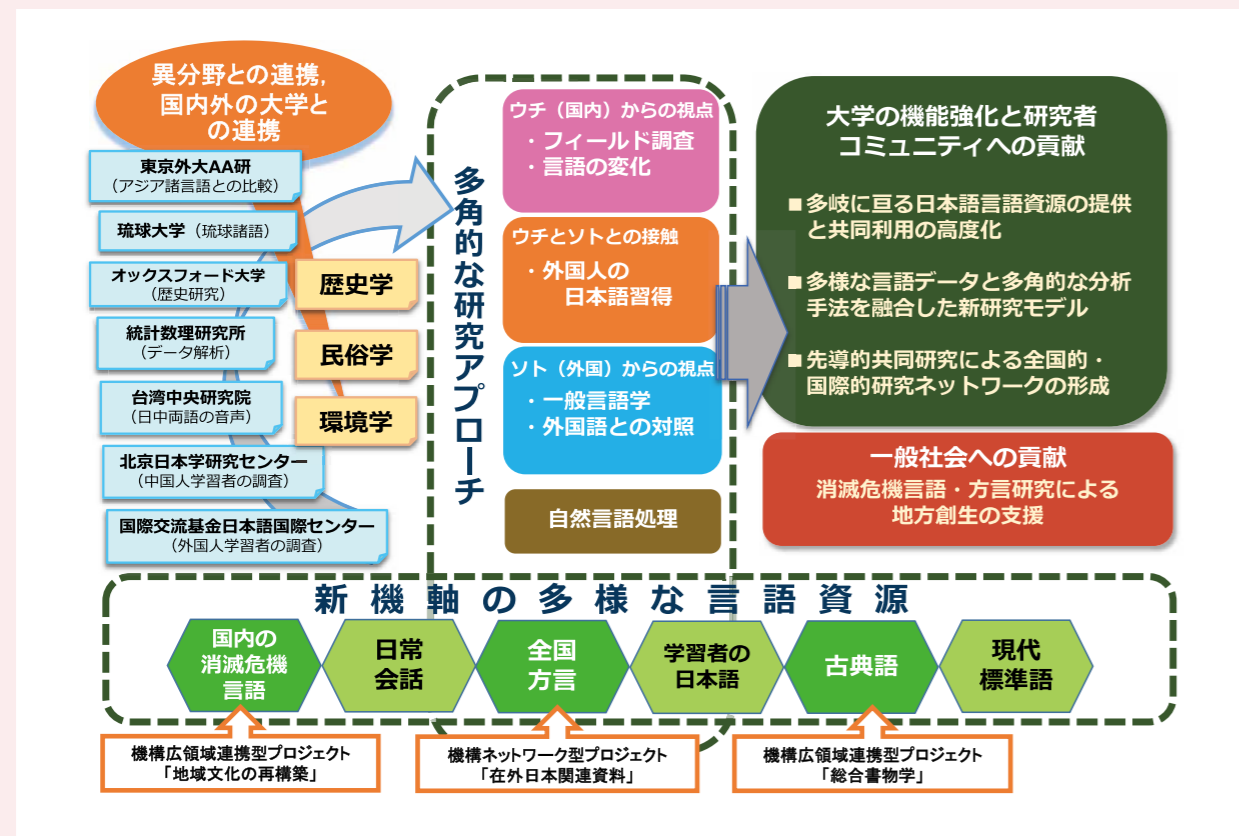 異分野との連携,
国内外の大学と
の連携
東京外大AA研
（アジア諸言語との比較）
琉球大学（琉球諸語）
オックスフォード大学
（歴史研究）
統計数理研究所
（データ解析）
台湾中央研究院
（日中両語の音声）
北京日本学研究センター
（中国人学習者の調査）
国際交流基金日本語国際センター
（外国人学習者の調査）
歴史学
民俗学
環境学
多角的な研究アプローチ
ウチ（国内）からの視点
・フィールド調査
・言語の変化
ウチとソトとの接触
・外国人の
日本語習得
ソト（外国）からの視点
・一般言語学
・外国語との対照
自然言語処理
大学の機能強化と研究者
コミュニティへの貢献
■多岐に亘る日本語言語資源の提供
と共同利用の高度化
■多様な言語データと多角的な分析
手法を融合した新研究モデル
■先導的共同研究による全国的・
国際的研究ネットワークの形成
一般社会への貢献
消滅危機言語・方言研究による
地方創生の支援
新機軸の多様な言語資源
国内の
消滅危機
言語
日常
会話
全国
方言
学習者の
日本語
古典語
現代
標準語
機構広領域連携型プロジェクト
「地域文化の再構築」
機構ネットワーク型プロジェクト
「在外日本関連資料」
機構広領域連携型プロジェクト
「総合書物学」